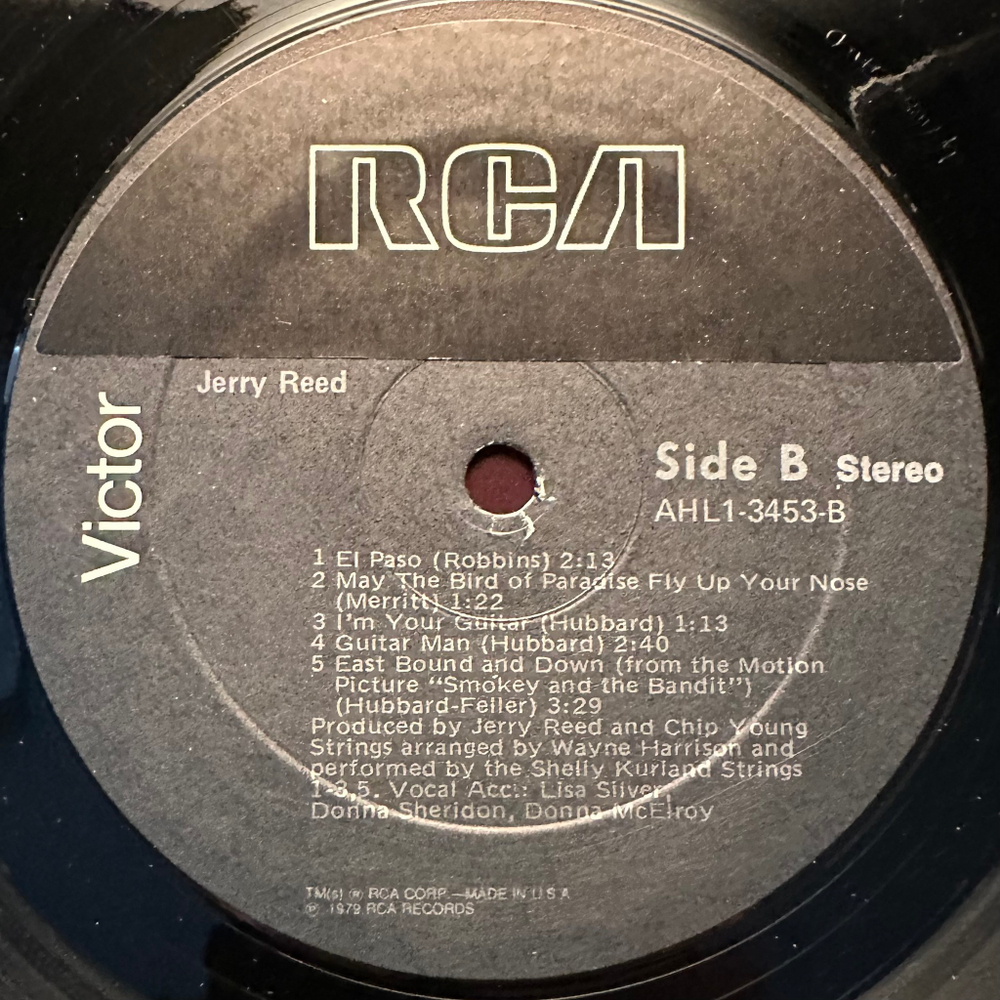 RCA
Victor
Jerry Reed
Side B Stereo
AHL1-3453-B
1 El Paso (Robbins) 2:13
2 May The Bird of Paradise Fly Up Your Nose
(Merritt) 1:22
3 I'm Your Guitar (Hubbard) 1:13
4 Guitar Man (Hubbard) 2:40
5 East Bound and Down (from the Motion
Picture “Smokey and the Bandit”)
(Hubbard-Feller) 3:29
Produced by Jerry Reed and Chip Young
Strings arranged by Wayne Harrison and
performed by the Shelly Kurland Strings
1-3,5. Vocal Acc.: Lisa Silver,
Donna Sheridon, Donna McElroy
TM(s) ® RCA CORP.—MADE IN U.S.A
℗ 1979 RCA RECORDS